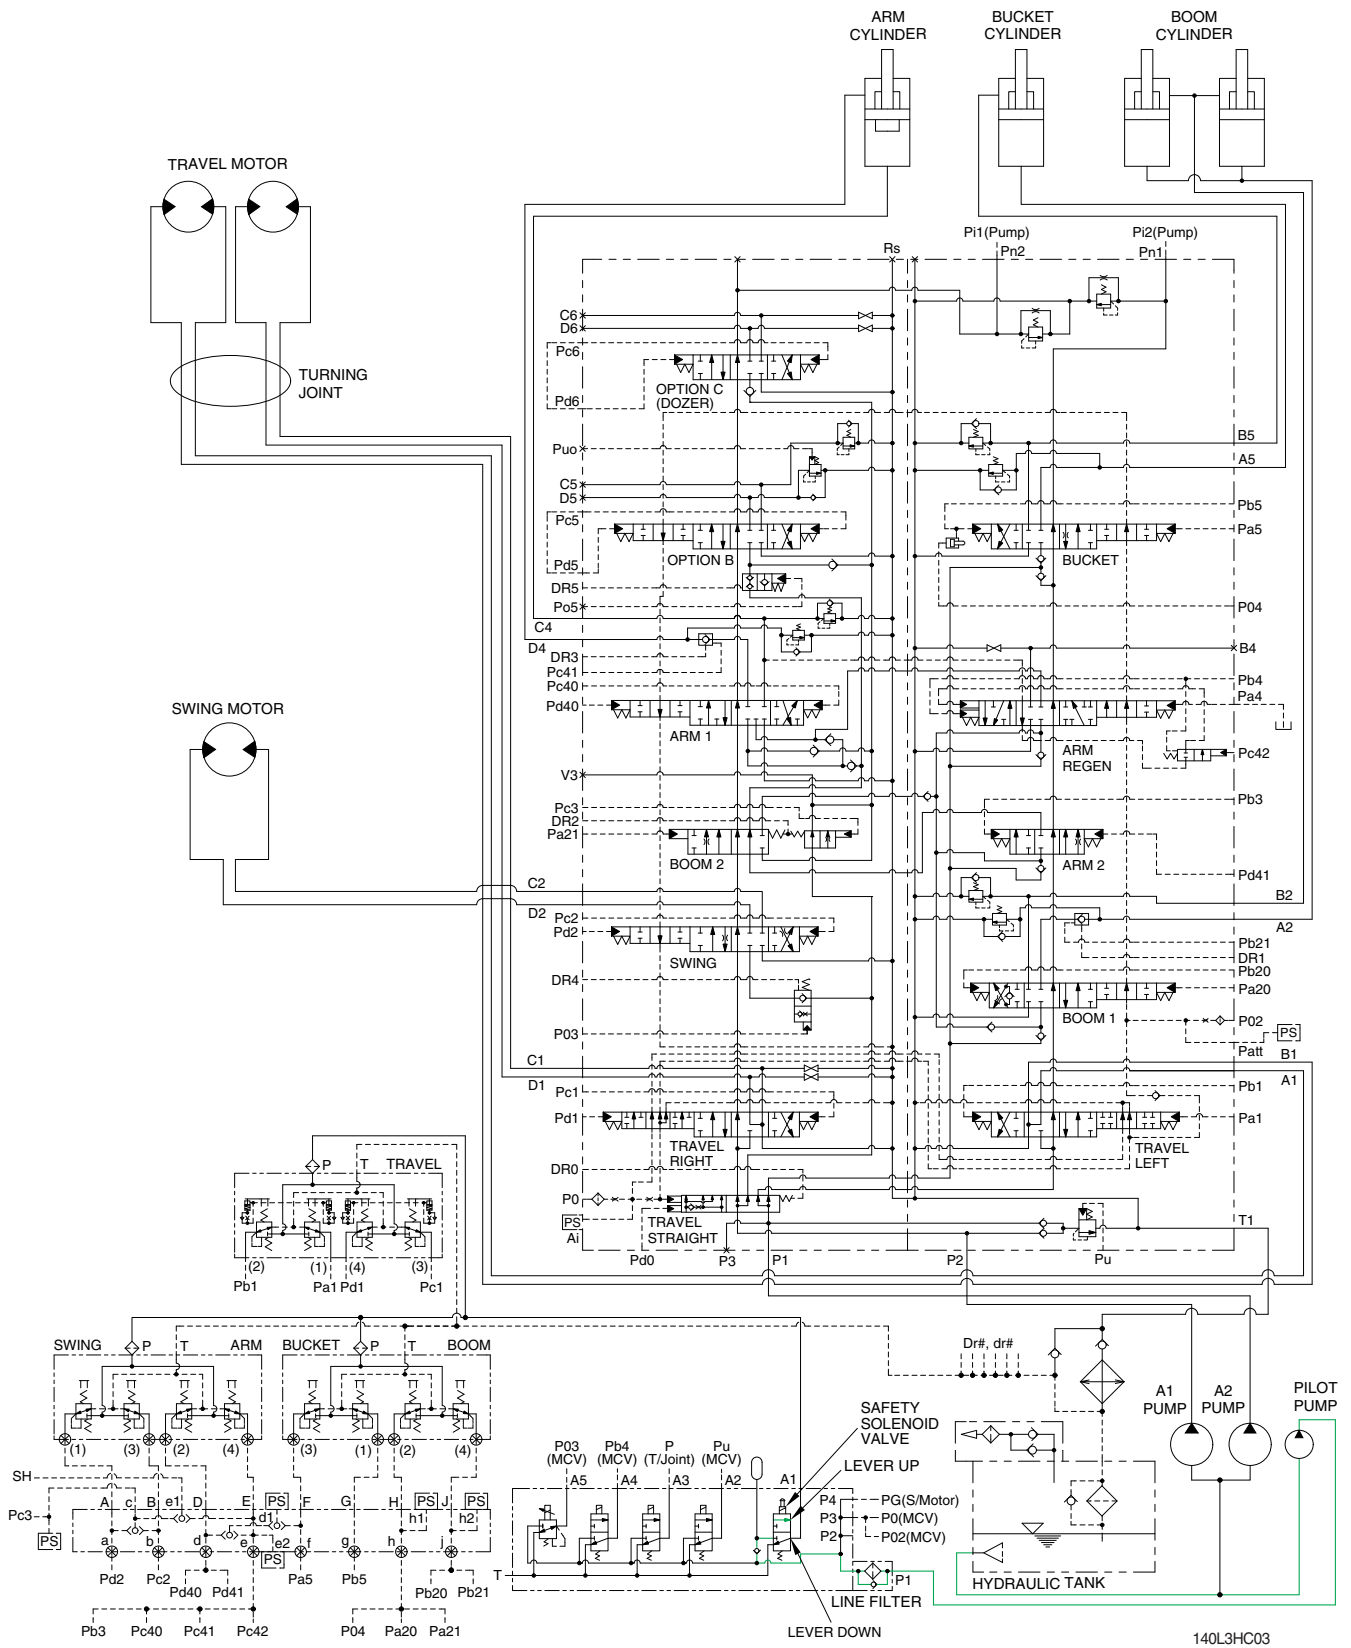 ARM
CYLINDER
BUCKET
CYLINDER
BOOM
CYLINDER
TRAVEL MOTOR
TURNING
JOINT
Pi1(Pump)
Pn2
Pi2(Pump)
Pn1
Rs
C6
D6
Pc6
Pd6
OPTION C
(DOZER)
Puo
C5
D5
Pc5
Pd5
OPTION B
DR5
Po5
B5
A5
Pb5
Pa5
BUCKET
P04
C4
D4
DR3
Pc41
Pc40
Pd40
ARM 1
B4
Pb4
Pa4
ARM
REGEN
Pc42
SWING MOTOR
V3
Pc3
DR2
Pa21
BOOM 2
Pb3
ARM 2
Pd41
C2
D2
Pc2
Pd2
SWING
B2
A2
Pb21
DR1
Pb20
Pa20
BOOM 1
DR4
P03
P02
PS
Patt
C1
D1
Pc1
Pd1
TRAVEL
RIGHT
B1
A1
Pb1
Pa1
TRAVEL
LEFT
DR0
P0
PS
Ai
TRAVEL
STRAIGHT
Pd0
P3
P1
P2
Pu
T1
P
T
TRAVEL
(2)
(1)
(4)
(3)
Pb1
Pa1
Pd1
Pc1
SWING
P
T
ARM
BUCKET
P
T
BOOM
(1)
(3)
(2)
(4)
(3)
(1)
(2)
(4)
SH
Pc3
PS
A
c
B
e1
D
E
PS
d1
F
G
H
PS
h1
J
PS
h2
a
b
d
e
e2
PS
f
g
h
j
Pd2
Pc2
Pd40
Pd41
Pa5
Pb5
Pb20
Pb21
Pb3
Pc40
Pc41
Pc42
P04
Pa20
Pa21
P03
(MCV)
Pb4
(MCV)
P
(T/Joint)
Pu
(MCV)
A5
A4
A3
A2
A1
T
SAFETY
SOLENOID
VALVE
LEVER UP
P4
PG(S/Motor)
P3
P0(MCV)
P2
P02(MCV)
P1
LINE FILTER
LEVER DOWN
Dr#, dr#
A1
PUMP
A2
PUMP
PILOT
PUMP
HYDRAULIC TANK
140L3HC03